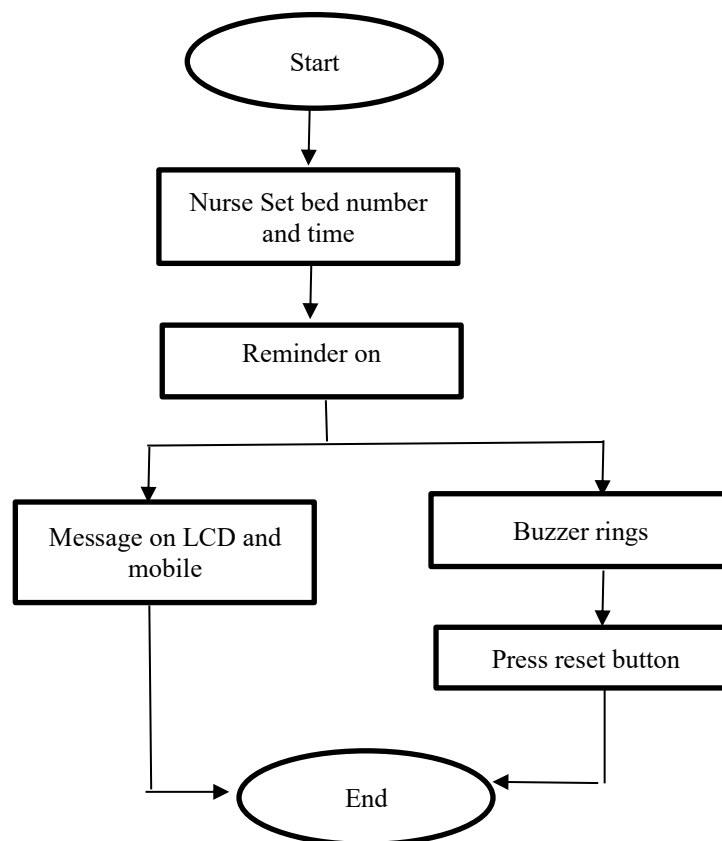 Start
Nurse Set bed number
and time
Reminder on
Message on LCD and
mobile
Buzzer rings
Press reset button
End